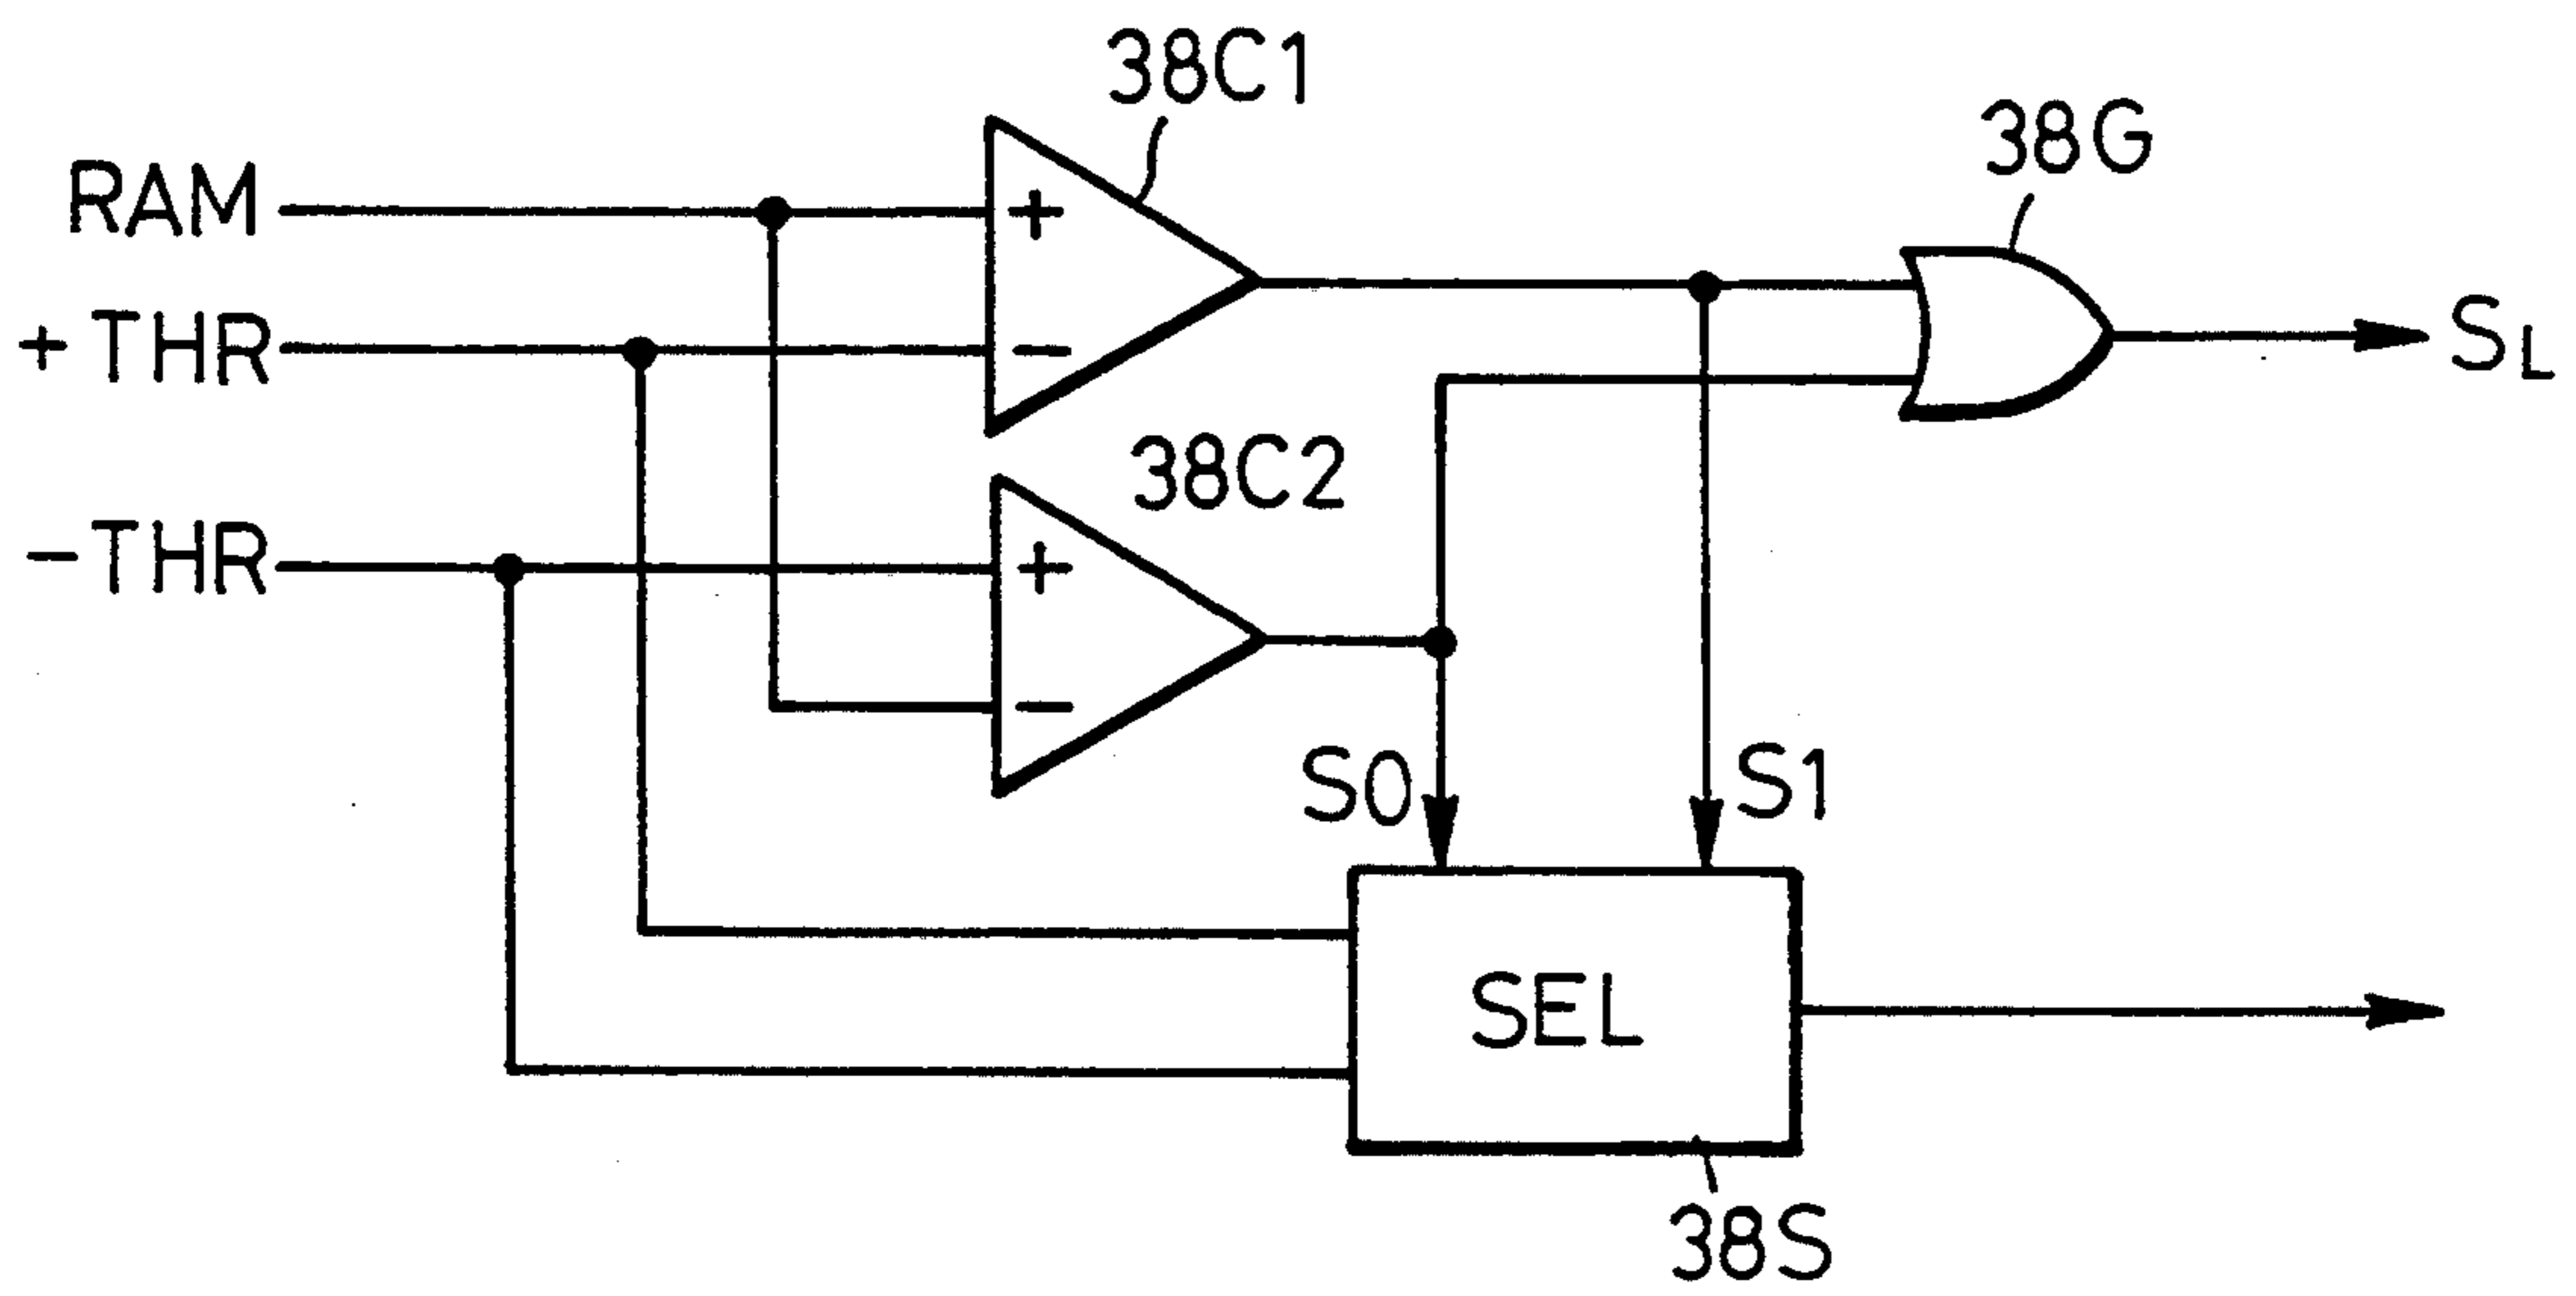 38C1
38G
RAM
+
+ THR
−
SL
38C2
− THR
+
−
S0
S1
SEL
38S